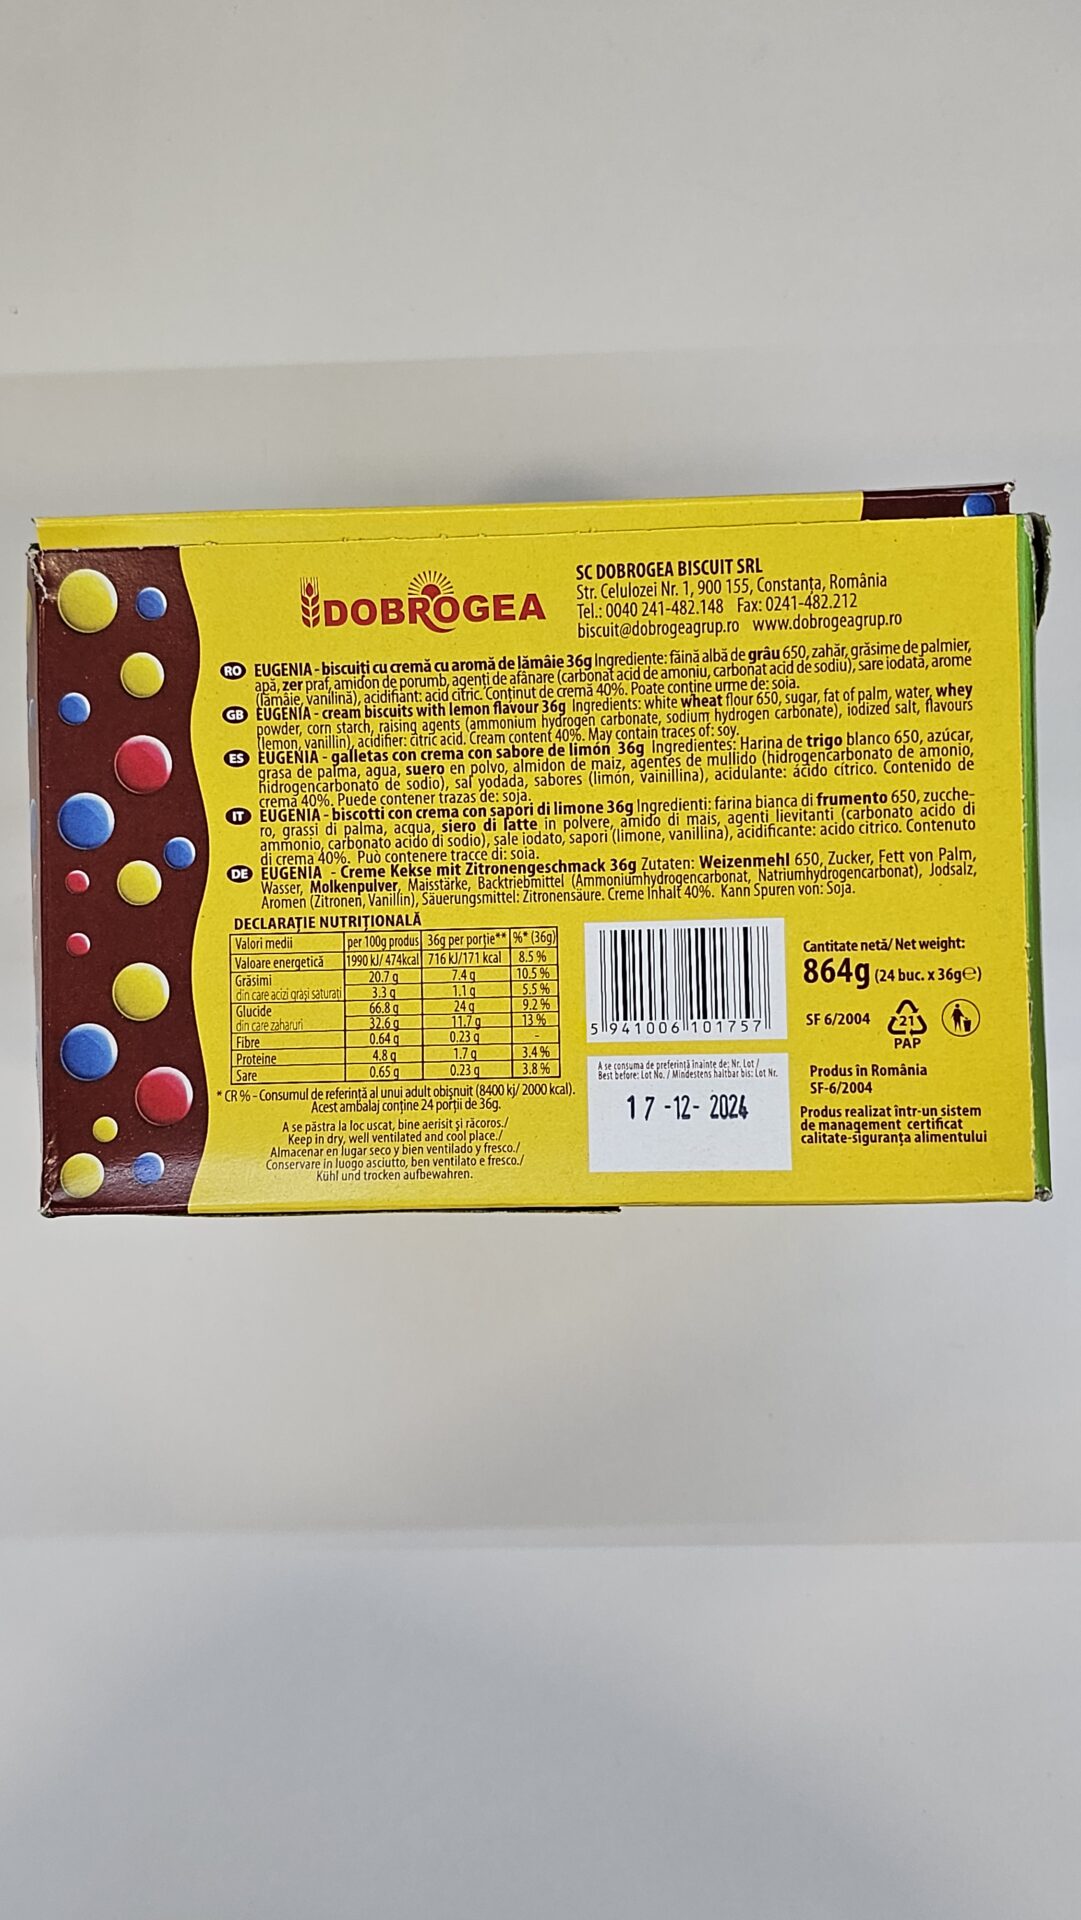 DOBROGEA
SC DOBROGEA BISCUIT SRL
Str. Celulozei Nr. 1, 900 155, Constanta, România
Tel.: 0040 241-482.148 Fax: 0241-482.212
biscuit@dobrogeagrup.ro www.dobrogeagrup.ro
RO EUGENIA - biscuiți cu cremă cu aromă de lămâie 36g Ingrediente: făină albă de grâu 650, zahăr, grăsime de palmier,
apă, zer praf, amidon de porumb, agenți de afânare (carbonat acid de amoniu, carbonat acid de sodiu), sare iodată, arome
(lămâie, vanilină), acidifiant: acid citric. Conținut de cremă 40%. Poate conține urme de: soia.
GB EUGENIA - cream biscuits with lemon flavour 36g Ingredients: white wheat flour 650, sugar, fat of palm, water, whey
powder, corn starch, raising agents (ammonium hydrogen carbonate, sodium hydrogen carbonate), iodized salt, flavours
(lemon, vanillin), acidifier: citric acid. Cream content 40%. May contain traces of: soy.
ES EUGENIA - galletas con crema con sabore de limón 36g Ingredientes: Harina de trigo blanco 650, azúcar,
grasa de palma, agua, suero en polvo, almidon de maiz, agentes de mullido (hidrogencarbonato de amonio,
hidrogencarbonato de sodio), sal yodada, sabores (limón, vainillina), acidulante: ácido cítrico. Contenido de
crema 40%. Puede contener trazas de: soja.
IT EUGENIA - biscotti con crema con sapori di limone 36g Ingredienti: farina bianca di frumento 650, zucche-
ro, grassi di palma, acqua, siero di latte in polvere, amido di mais, agenti lievitanti (carbonato acido di
ammonio, carbonato acido di sodio), sale iodato, sapori (limone, vanillina), acidificante: acido citrico. Contenuto
di crema 40%. Può contenere tracce di: soia.
DE EUGENIA - Creme Kekse mit Zitronengeschmack 36g Zutaten: Weizenmehl 650, Zucker, Fett von Palm,
Wasser, Molkenpulver, Maisstärke, Backtriebmittel (Ammoniumhydrogencarbonat, Natriumhydrogencarbonat), Jodsalz,
Aromen (Zitronen, Vanillin), Säuerungsmittel: Zitronensäure. Creme Inhalt 40%. Kann Spuren von: Soja.
DECLARAȚIE NUTRIȚIONALĂ
Valori medii per 100g produs 36g per porție** %* (36g)
Valoare energetică 1990 kJ/ 474kcal 716 kJ/171 kcal 8.5 %
Grăsimi 20.7 g 7.4 g 10.5 %
din care acizi grași saturați 3.3 g 1.1 g 5.5 %
Glucide 66.8 g 24 g 9.2 %
din care zaharuri 32.6 g 11.7 g 13 %
Fibre 0.64 g 0.23 g -
Proteine 4.8 g 1.7 g 3.4 %
Sare 0.65 g 0.23 g 3.8 %
* CR % - Consumul de referință al unui adult obișnuit (8400 kj/ 2000 kcal).
Acest ambalaj conține 24 porții de 36g.
A se păstra la loc uscat, bine aerisit și răcoros./
Keep in dry, well ventilated and cool place./
Almacenar en lugar seco y bien ventilado y fresco./
Conservare in luogo asciutto, ben ventilato e fresco./
Kühl und trocken aufbewahren.
5 941006 101757
A se consuma de preferință înainte de: Nr. Lot /
Best before: Lot No. / Mindestens haltbar bis: Lot Nr.
17-12-2024
Cantitate netă/ Net weight:
864g (24 buc. x 36g℮)
SF 6/2004
21
PAP
Produs în România
SF-6/2004
Produs realizat într-un sistem
de management certificat
calitate-siguranța alimentului